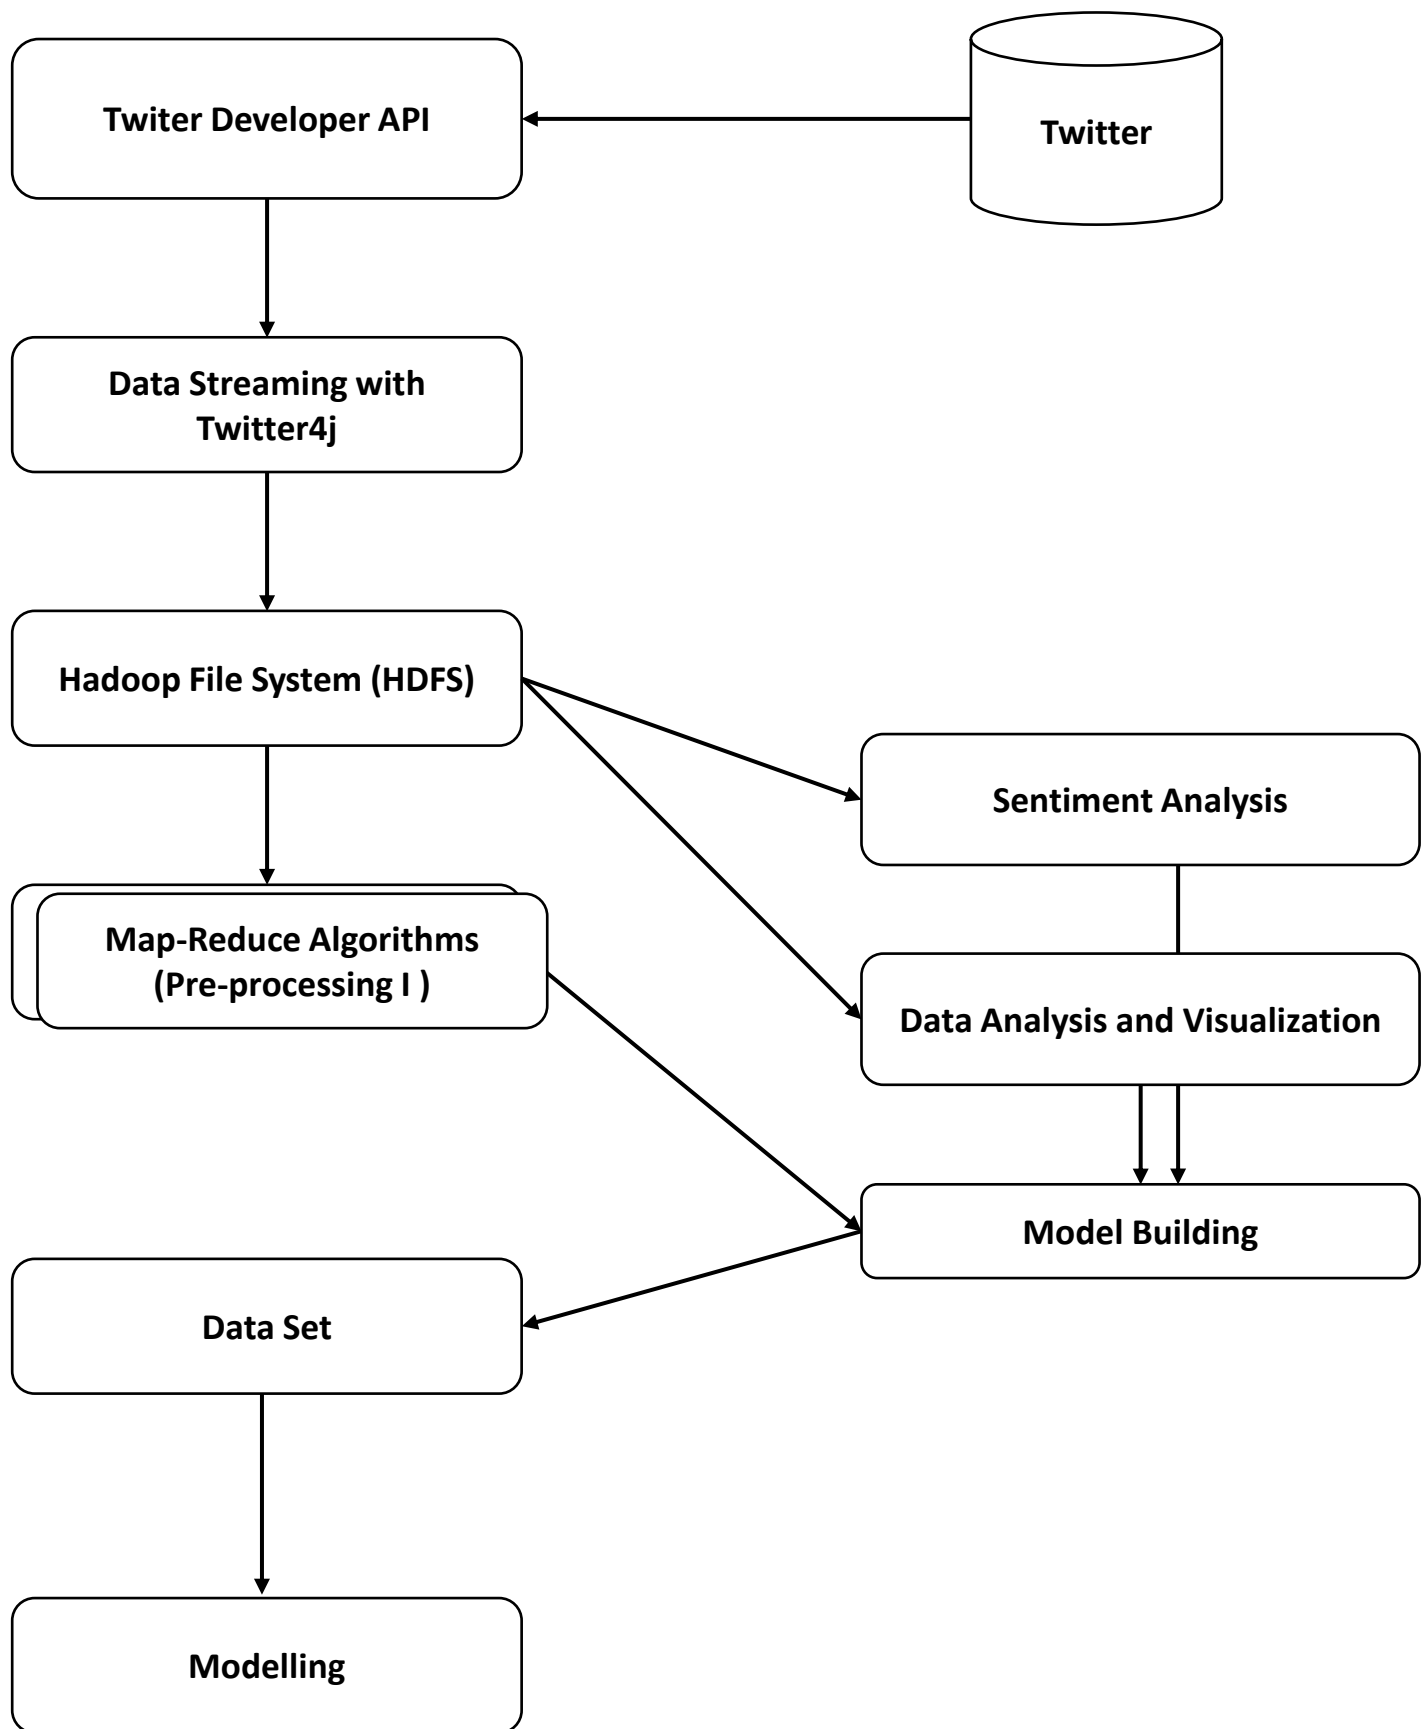 Twiter Developer API
Twitter
Data Streaming with
Twitter4j
Hadoop File System (HDFS)
Sentiment Analysis
Map-Reduce Algorithms
(Pre-processing I )
Data Analysis and Visualization
Model Building
Data Set
Modelling